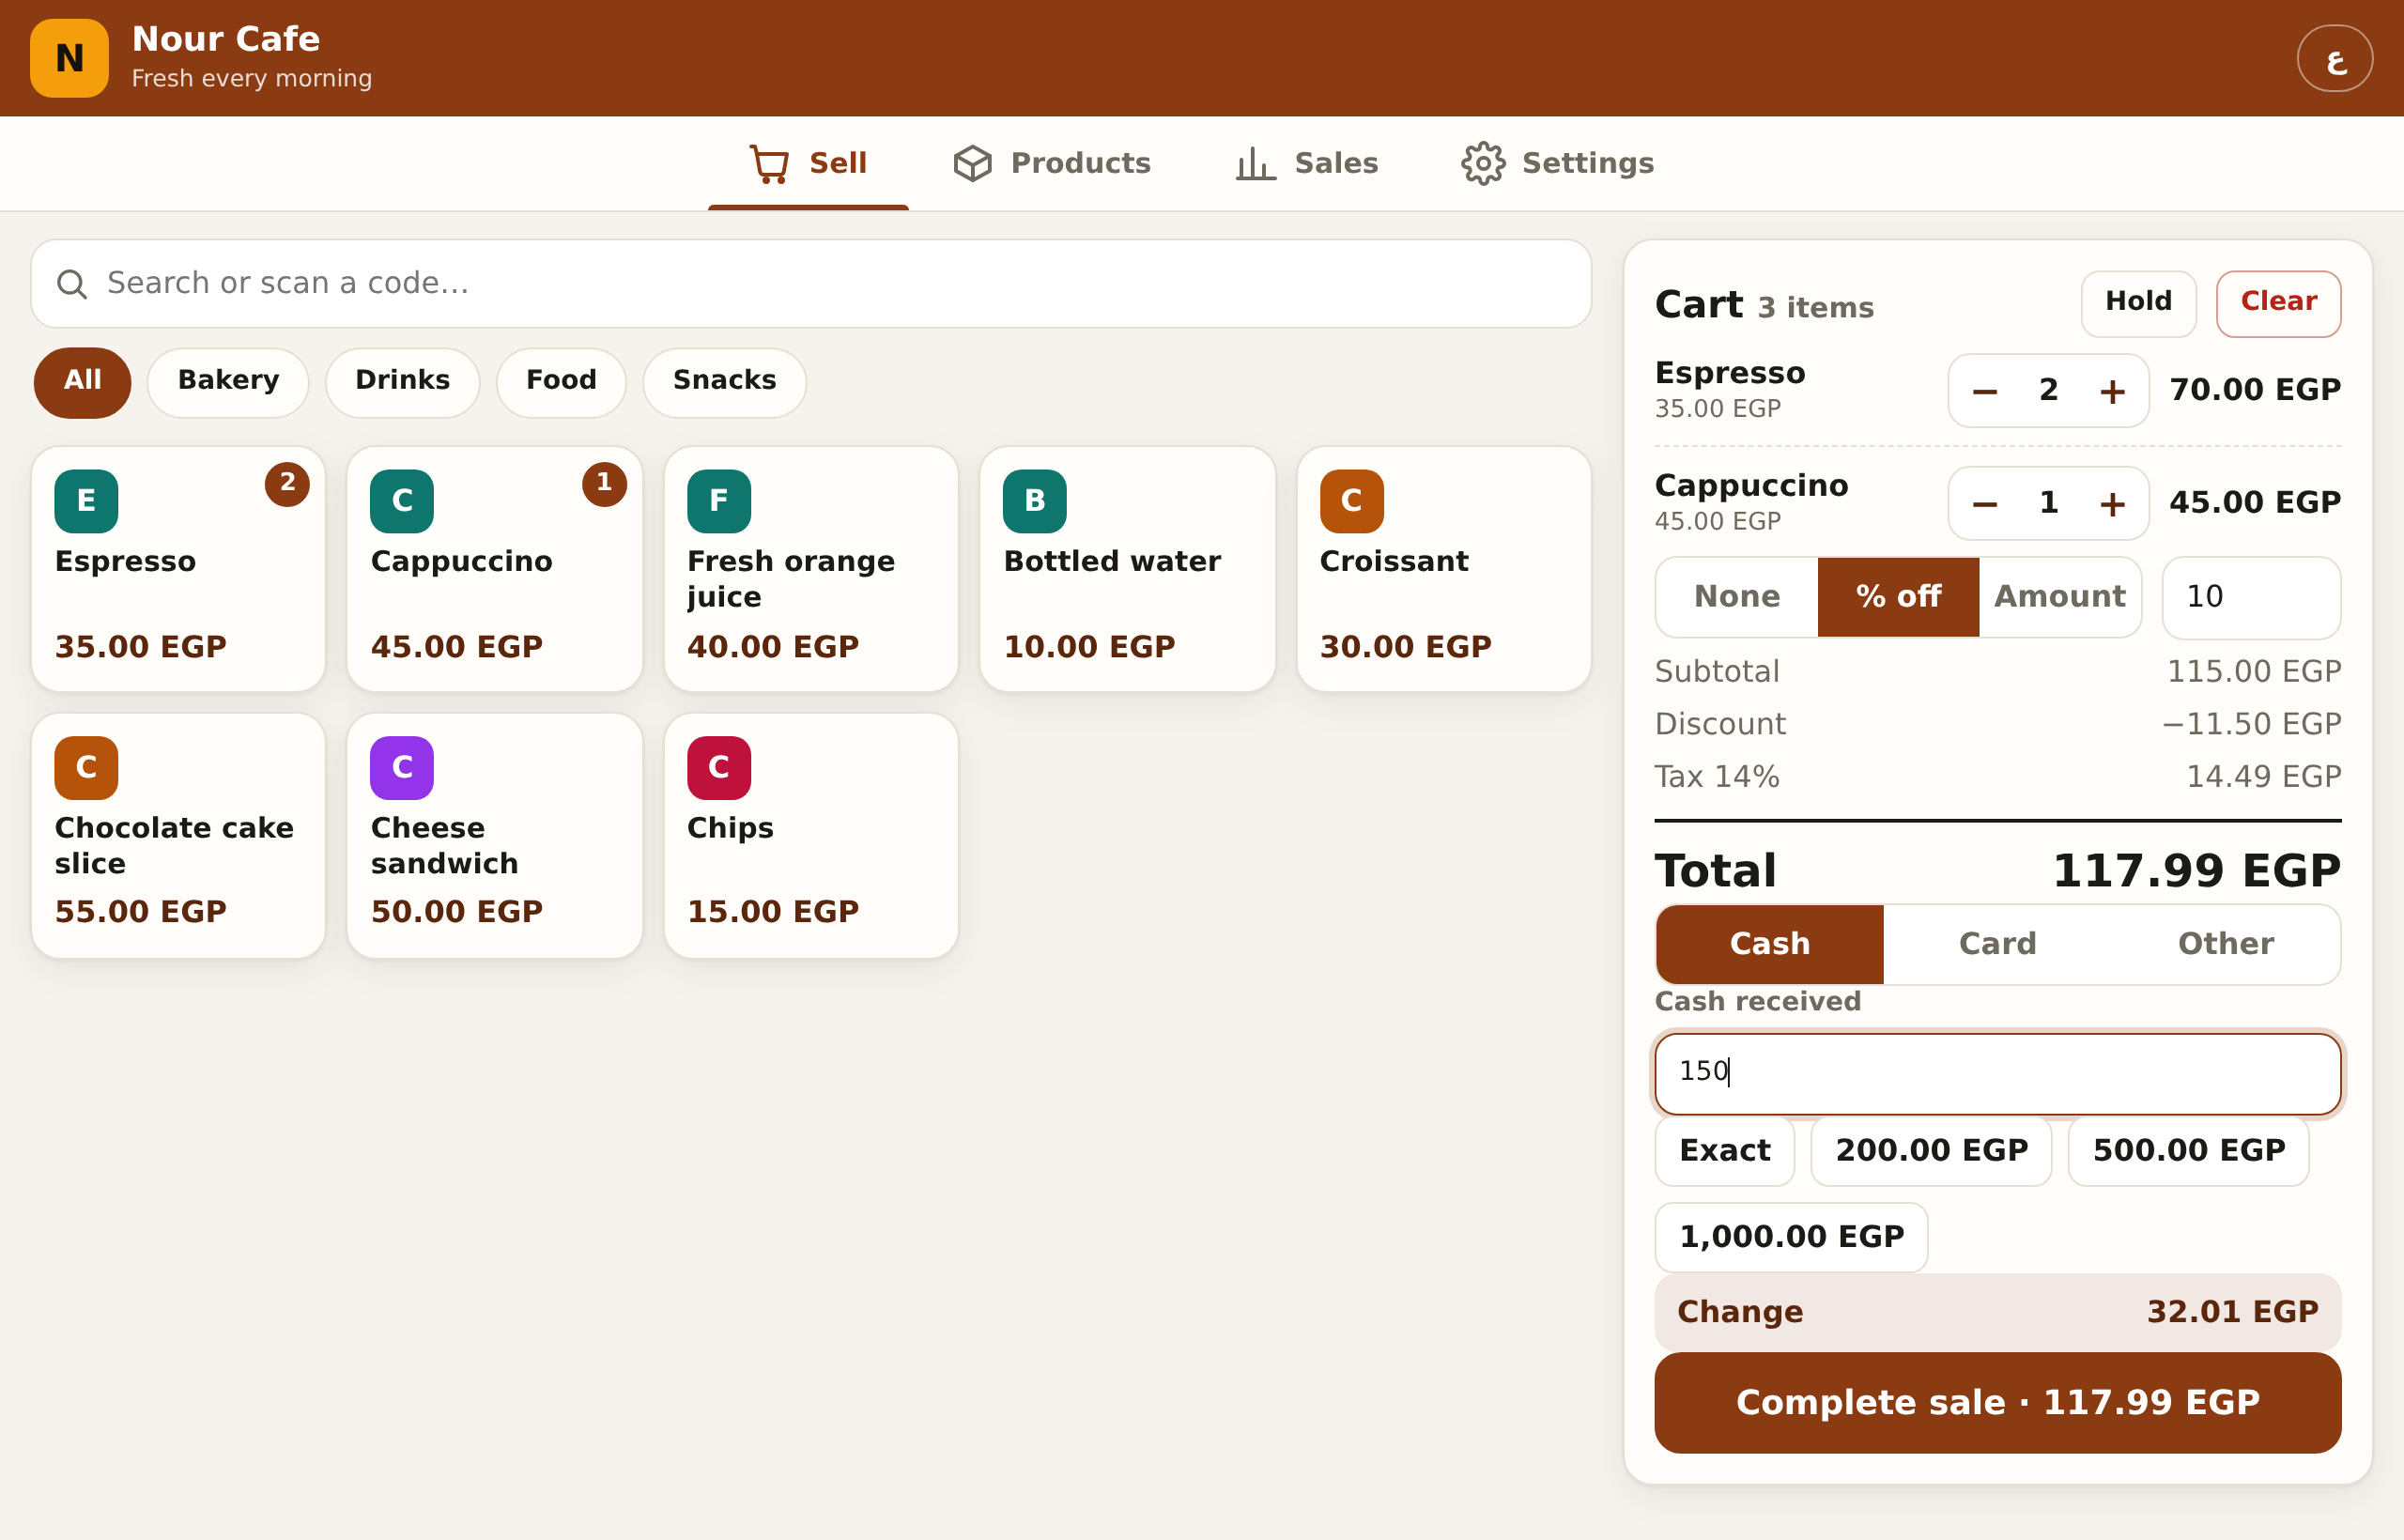 N
Nour Cafe
Fresh every morning
ع
Sell
Products
Sales
Settings
Search or scan a code...
All
Bakery
Drinks
Food
Snacks
E
2
Espresso
35.00 EGP
C
1
Cappuccino
45.00 EGP
F
Fresh orange
juice
40.00 EGP
B
Bottled water
10.00 EGP
C
Croissant
30.00 EGP
C
Chocolate cake
slice
55.00 EGP
C
Cheese
sandwich
50.00 EGP
C
Chips
15.00 EGP
Cart 3 items
Hold
Clear
Espresso
35.00 EGP
− 2 +
70.00 EGP
Cappuccino
45.00 EGP
− 1 +
45.00 EGP
None
% off
Amount
10
Subtotal 115.00 EGP
Discount −11.50 EGP
Tax 14% 14.49 EGP
Total 117.99 EGP
Cash
Card
Other
Cash received
150
Exact
200.00 EGP
500.00 EGP
1,000.00 EGP
Change 32.01 EGP
Complete sale · 117.99 EGP